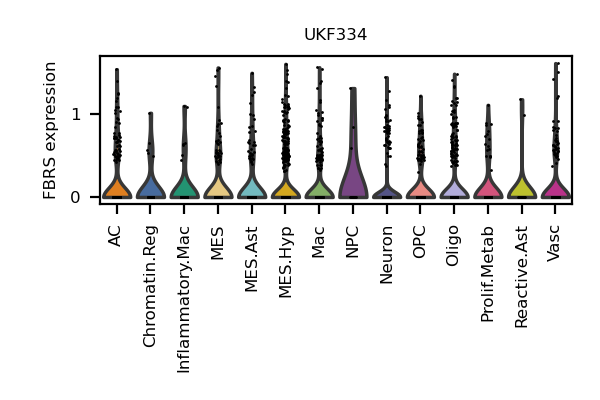 UKF334
FBRS expression
1
0
AC
Chromatin.Reg
Inflammatory.Mac
MES
MES.Ast
MES.Hyp
Mac
NPC
Neuron
OPC
Oligo
Prolif.Metab
Reactive.Ast
Vasc